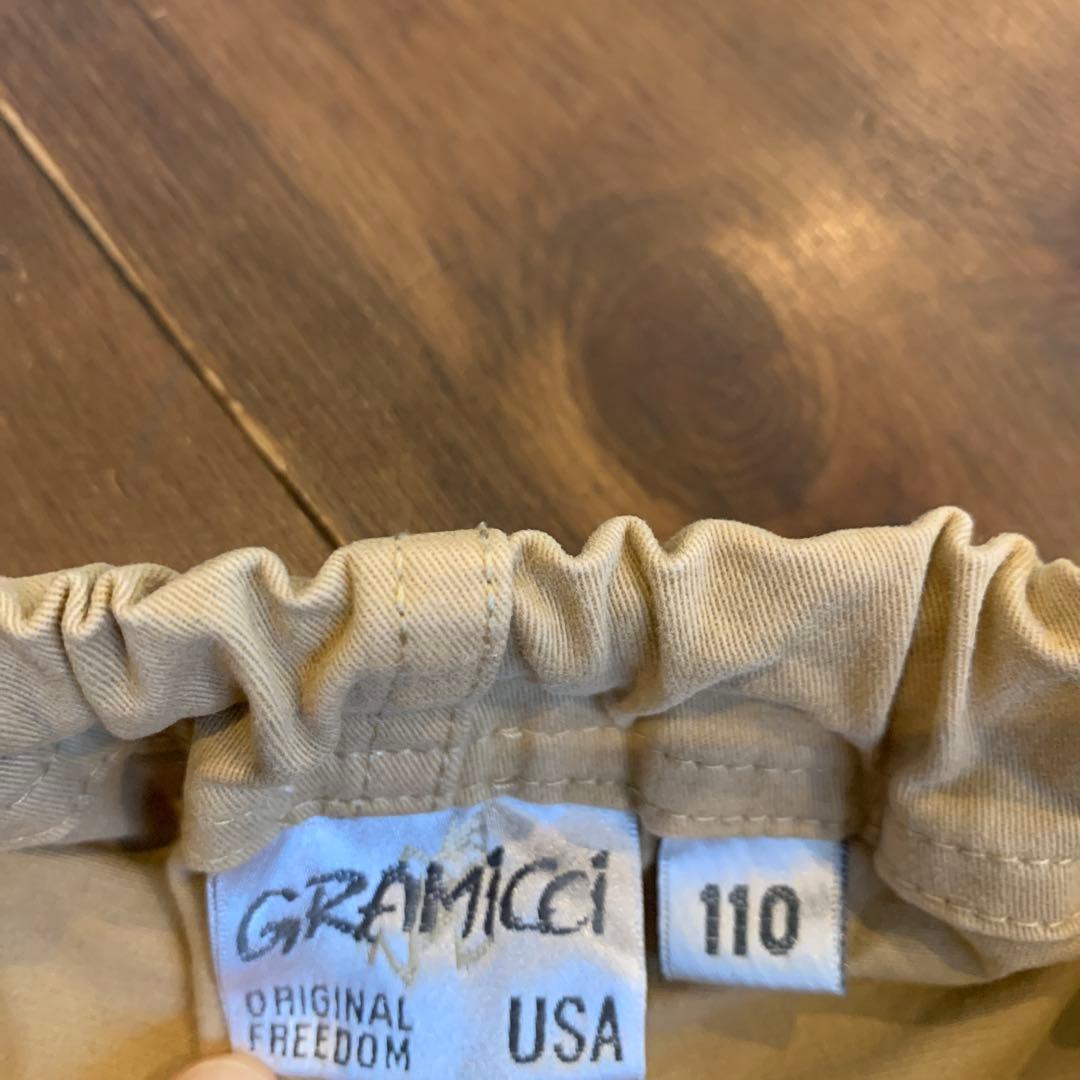 GRAMiCCi
ORIGINAL
FREEDOM
USA
110